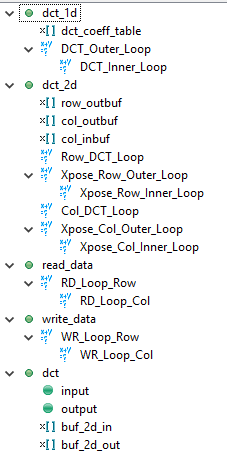 dct_1d
dct_coeff_table
DCT_Outer_Loop
DCT_Inner_Loop
dct_2d
row_outbuf
col_outbuf
col_inbuf
Row_DCT_Loop
Xpose_Row_Outer_Loop
Xpose_Row_Inner_Loop
Col_DCT_Loop
Xpose_Col_Outer_Loop
Xpose_Col_Inner_Loop
read_data
RD_Loop_Row
RD_Loop_Col
write_data
WR_Loop_Row
WR_Loop_Col
dct
input
output
buf_2d_in
buf_2d_out